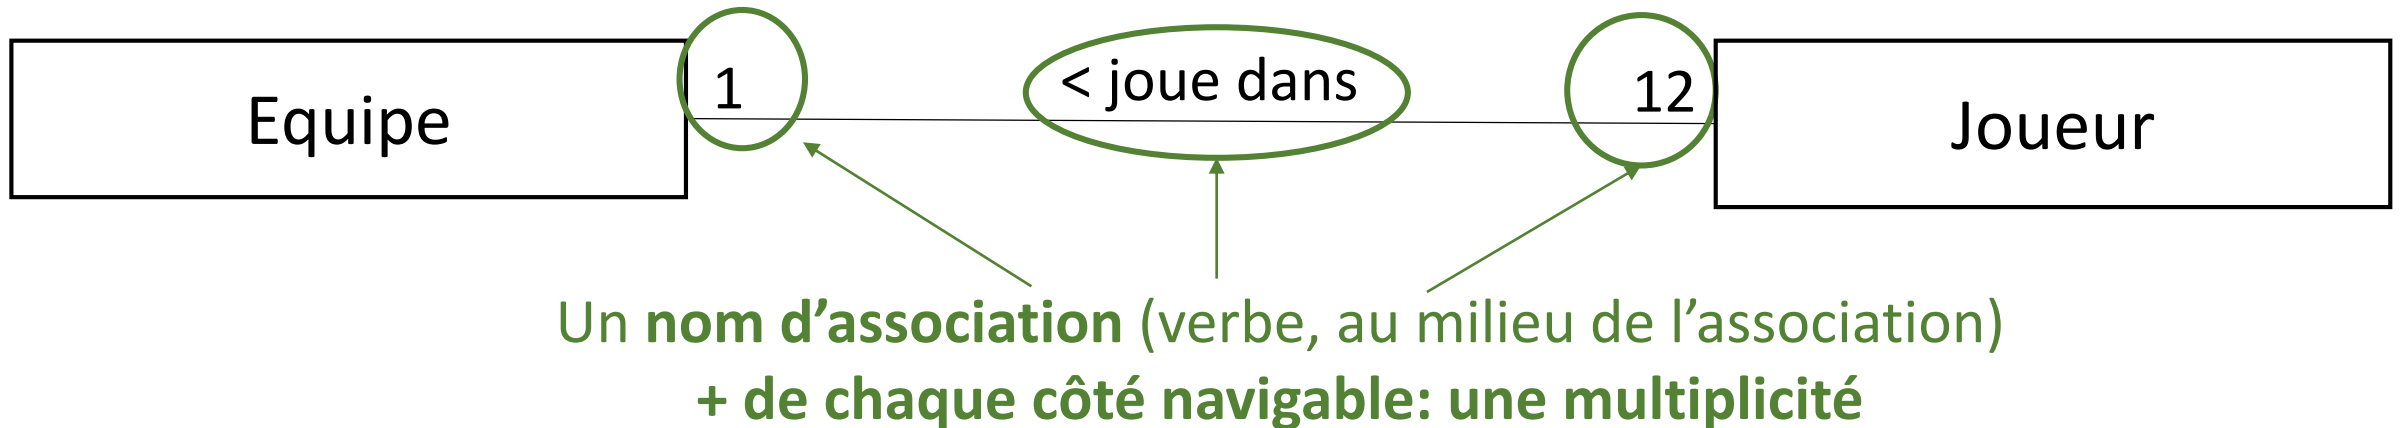 Equipe
1
< joue dans
12
Joueur
Un nom d’association (verbe, au milieu de l’association)
+ de chaque côté navigable: une multiplicité